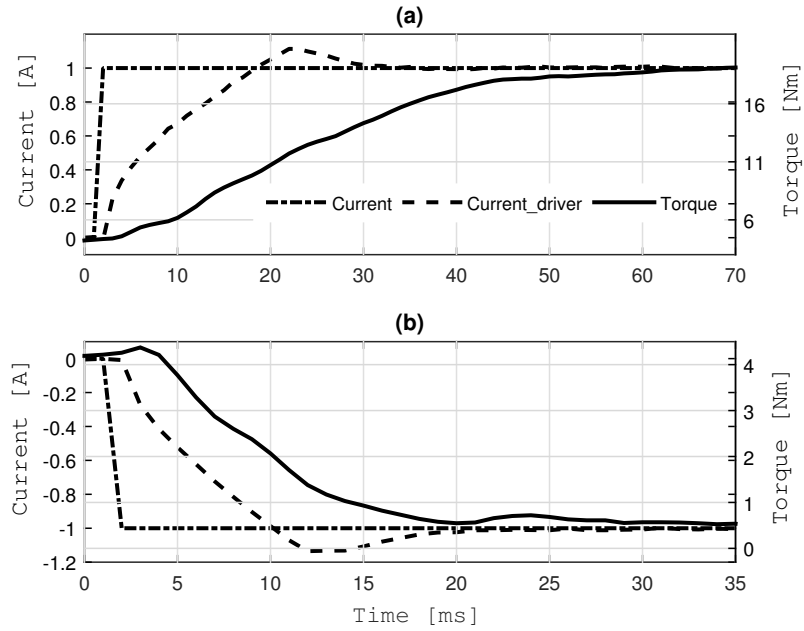 (a)
Current [A]
1
0.8
0.6
0.4
0.2
0
16
11
6
Torque [Nm]
Current Current_driver Torque
0 10 20 30 40 50 60 70
(b)
Current [A]
0
-0.2
-0.4
-0.6
-0.8
-1
-1.2
4
3
2
1
0
Torque [Nm]
0 5 10 15 20 25 30 35
Time [ms]